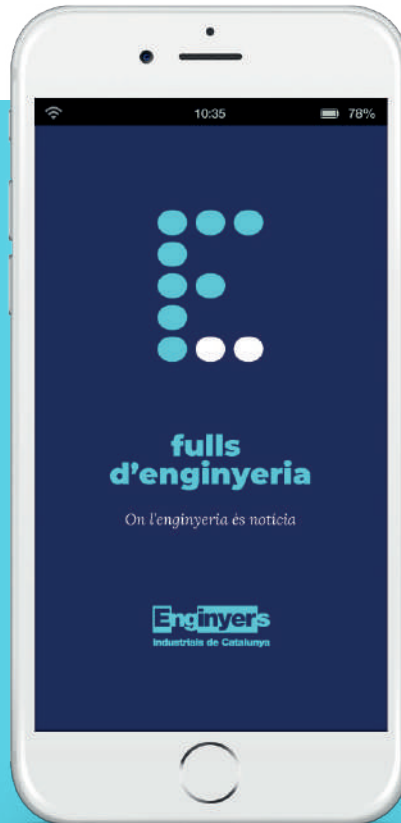 10:35 78%
fulls
d'enginyeria
On l'enginyeria és notícia
Enginyers
Industrials de Catalunya